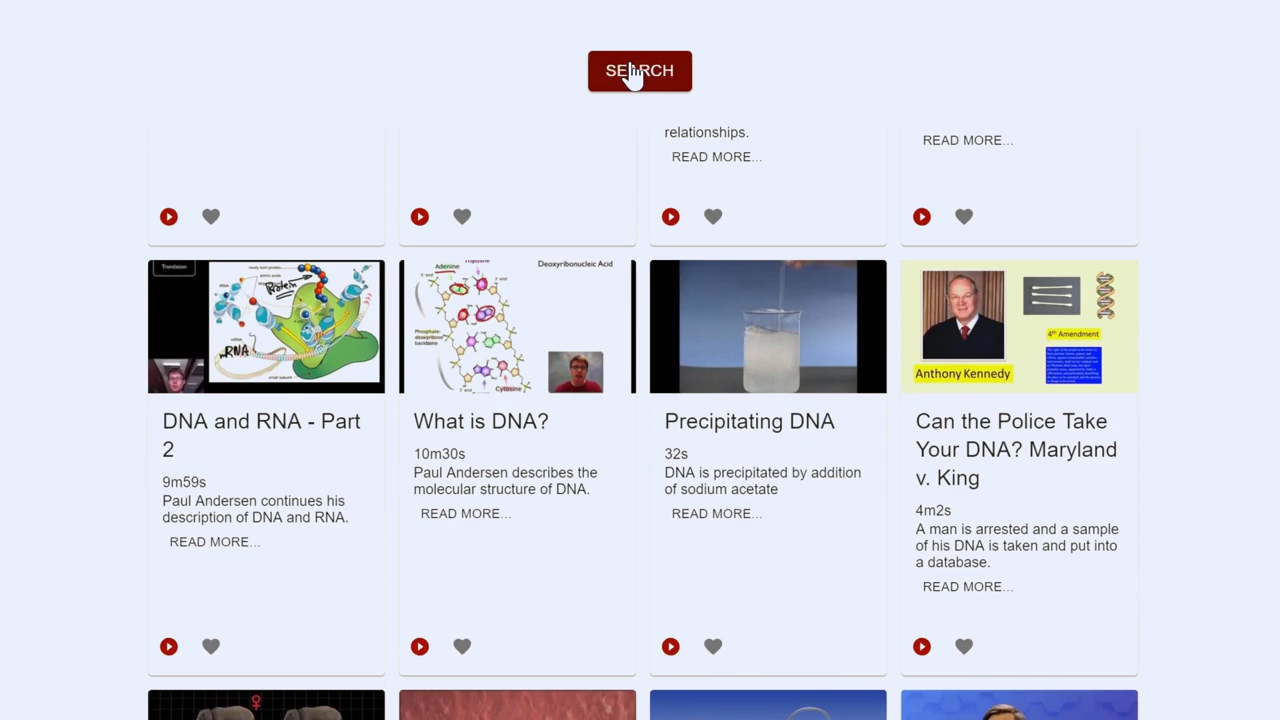 SEARCH
relationships.
READ MORE...
READ MORE...
Translation
Protein
RNA
Adenine
Deoxyribonucleic Acid
Phosphate-
deoxyribose
backbone
Cytosine
4th Amendment
Anthony Kennedy
DNA and RNA - Part
2
9m59s
Paul Andersen continues his
description of DNA and RNA.
READ MORE...
What is DNA?
10m30s
Paul Andersen describes the
molecular structure of DNA.
READ MORE...
Precipitating DNA
32s
DNA is precipitated by addition
of sodium acetate
READ MORE...
Can the Police Take
Your DNA? Maryland
v. King
4m2s
A man is arrested and a sample
of his DNA is taken and put into
a database.
READ MORE...